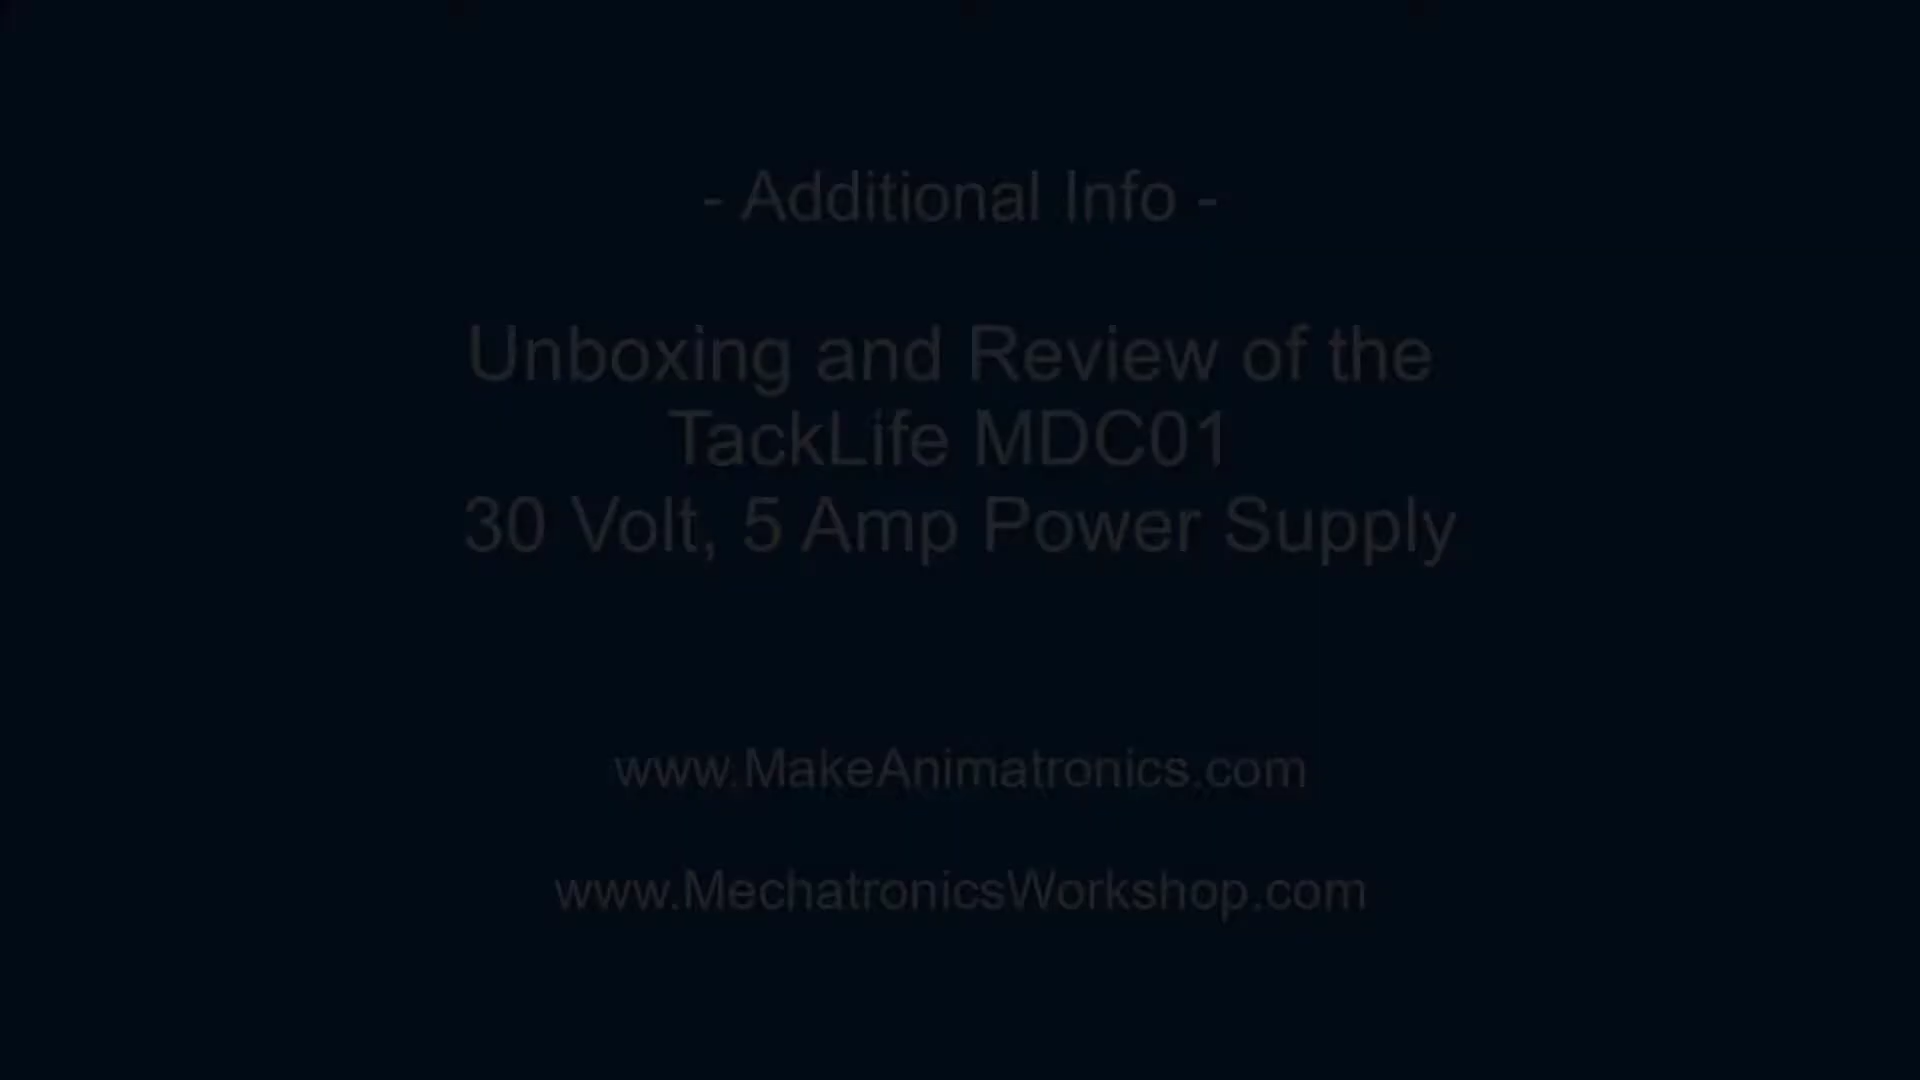 - Additional Info -
Unboxing and Review of the
TackLife MDC01
30 Volt, 5 Amp Power Supply
www.MakeAnimatronics.com
www.MechatronicsWorkshop.com